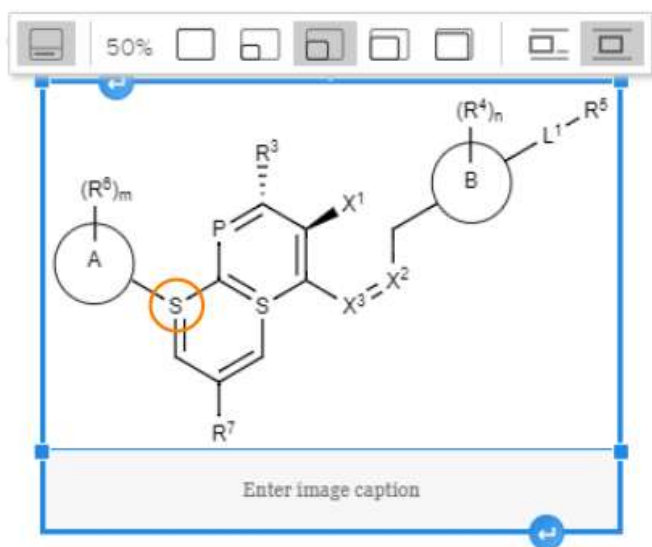 50%
(R⁴)ₙ
R⁵
L¹
R³
B
(R⁶)ₘ
X¹
P
A
X²
S
S
X³
R⁷
Enter image caption